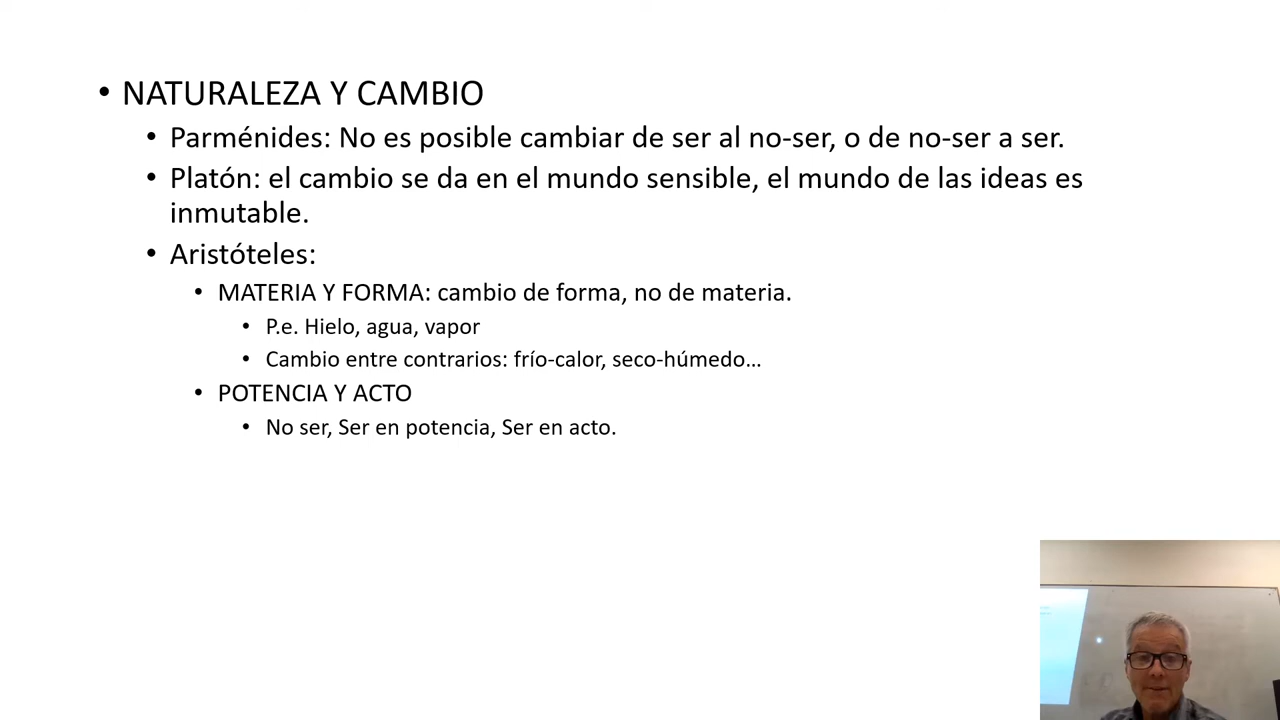 • NATURALEZA Y CAMBIO
• Parménides: No es posible cambiar de ser al no-ser, o de no-ser a ser.
• Platón: el cambio se da en el mundo sensible, el mundo de las ideas es
inmutable.
• Aristóteles:
• MATERIA Y FORMA: cambio de forma, no de materia.
• P.e. Hielo, agua, vapor
• Cambio entre contrarios: frío-calor, seco-húmedo…
• POTENCIA Y ACTO
• No ser, Ser en potencia, Ser en acto.